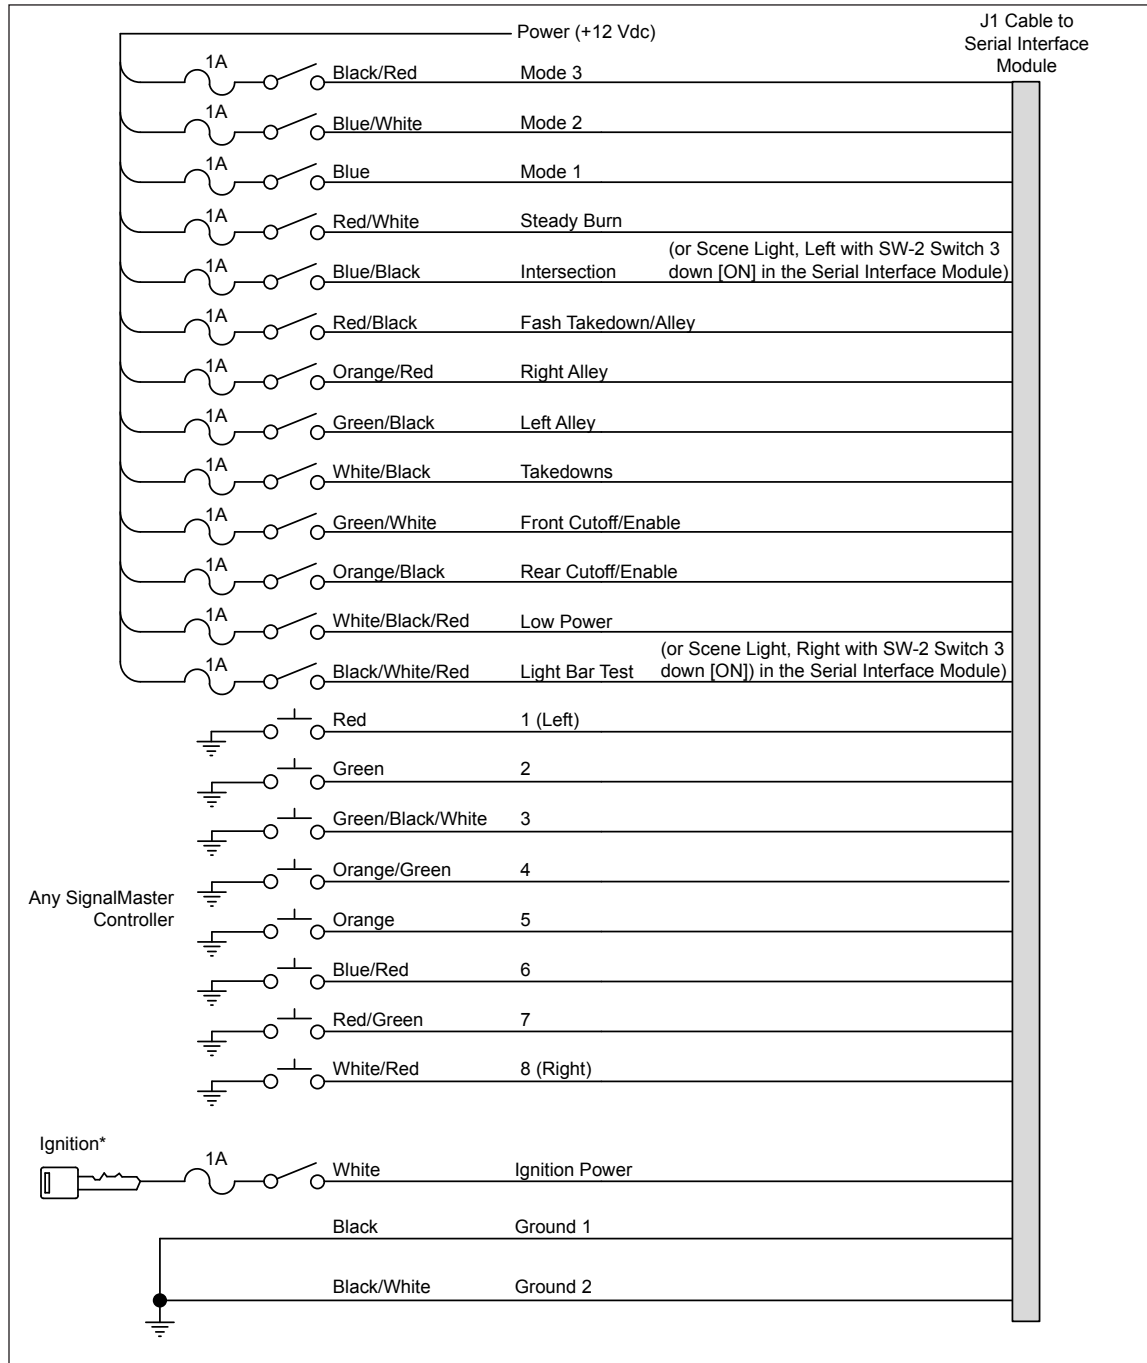 Power (+12 Vdc)
J1 Cable to
Serial Interface
Module
1A Black/Red Mode 3
1A Blue/White Mode 2
1A Blue Mode 1
1A Red/White Steady Burn
(or Scene Light, Left with SW-2 Switch 3
down [ON] in the Serial Interface Module)
1A Blue/Black Intersection
1A Red/Black Fash Takedown/Alley
1A Orange/Red Right Alley
1A Green/Black Left Alley
1A White/Black Takedowns
1A Green/White Front Cutoff/Enable
1A Orange/Black Rear Cutoff/Enable
1A White/Black/Red Low Power
(or Scene Light, Right with SW-2 Switch 3
down [ON]) in the Serial Interface Module)
1A Black/White/Red Light Bar Test
Red 1 (Left)
Green 2
Green/Black/White 3
Orange/Green 4
Any SignalMaster
Controller
Orange 5
Blue/Red 6
Red/Green 7
White/Red 8 (Right)
Ignition*
1A White Ignition Power
Black Ground 1
Black/White Ground 2